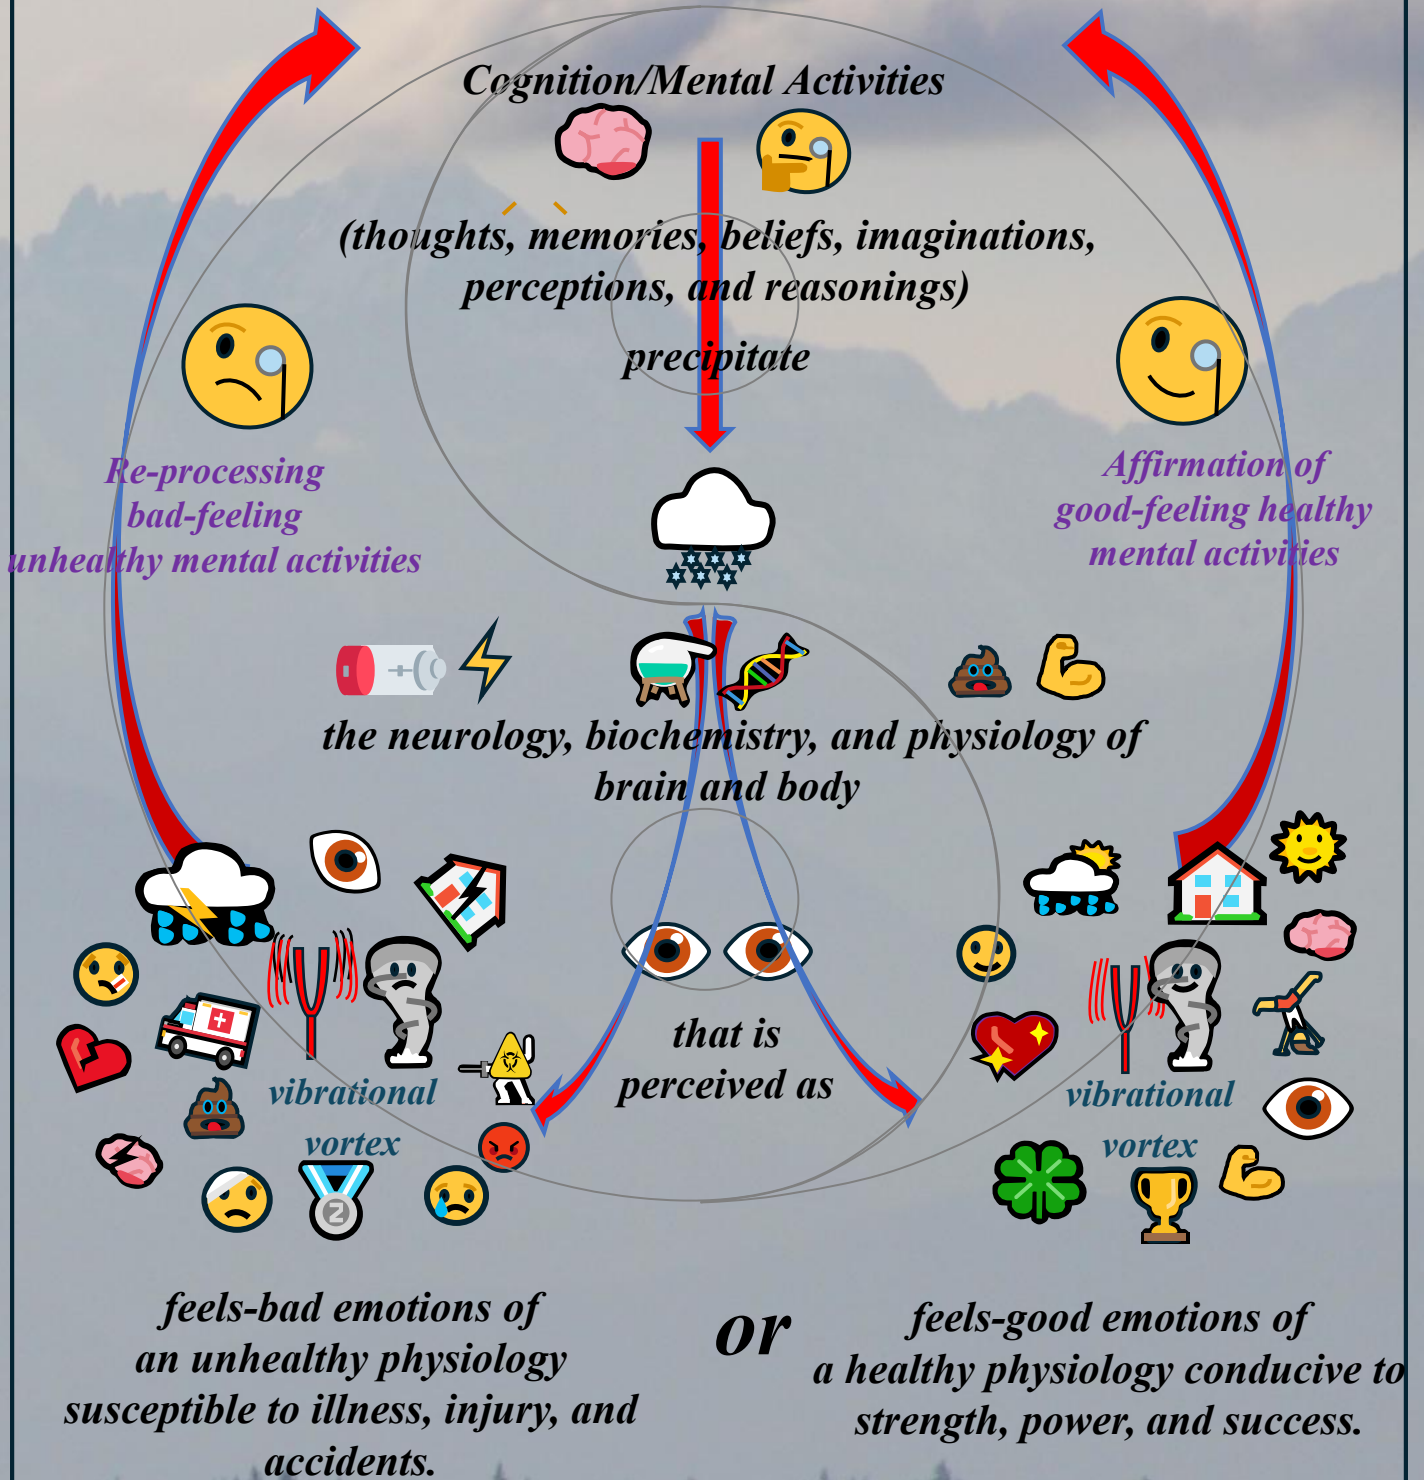 Cognition/Mental Activities
(thoughts, memories, beliefs, imaginations,
perceptions, and reasonings)
precipitate
Re-processing
bad-feeling
unhealthy mental activities
Affirmation of
good-feeling healthy
mental activities
the neurology, biochemistry, and physiology of
brain and body
that is
perceived as
vibrational
vortex
2
vibrational
vortex
feels-bad emotions of
an unhealthy physiology
susceptible to illness, injury, and
accidents.
or
feels-good emotions of
a healthy physiology conducive to
strength, power, and success.